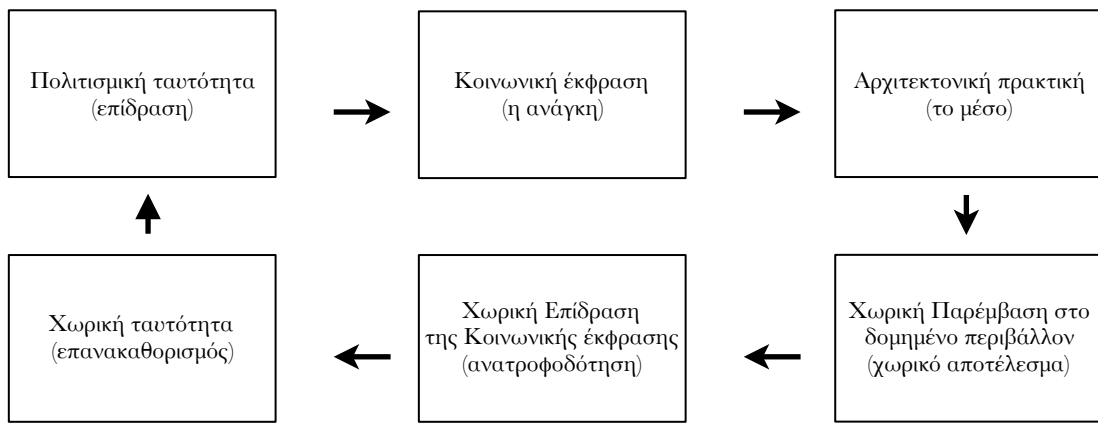 Πολιτισμική ταυτότητα
(επίδραση)
Κοινωνική έκφραση
(η ανάγκη)
Αρχιτεκτονική πρακτική
(το μέσο)
Χωρική ταυτότητα
(επανακαθορισμός)
Χωρική Επίδραση
της Κοινωνικής έκφρασης
(ανατροφοδότηση)
Χωρική Παρέμβαση στο
δομημένο περιβάλλον
(χωρικό αποτέλεσμα)